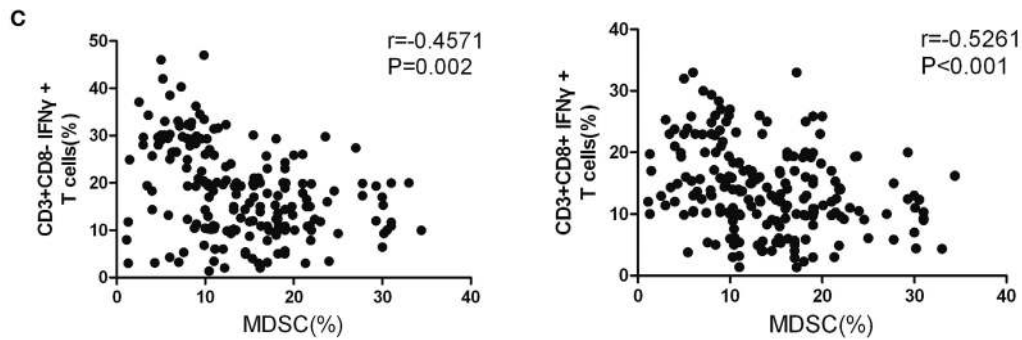 C
r=-0.4571
P=0.002
CD3+CD8- IFNγ +
T cells(%)
50
40
30
20
10
0
0 10 20 30 40
MDSC(%)
r=-0.5261
P<0.001
CD3+CD8+ IFNγ +
T cells(%)
40
30
20
10
0
0 10 20 30 40
MDSC(%)